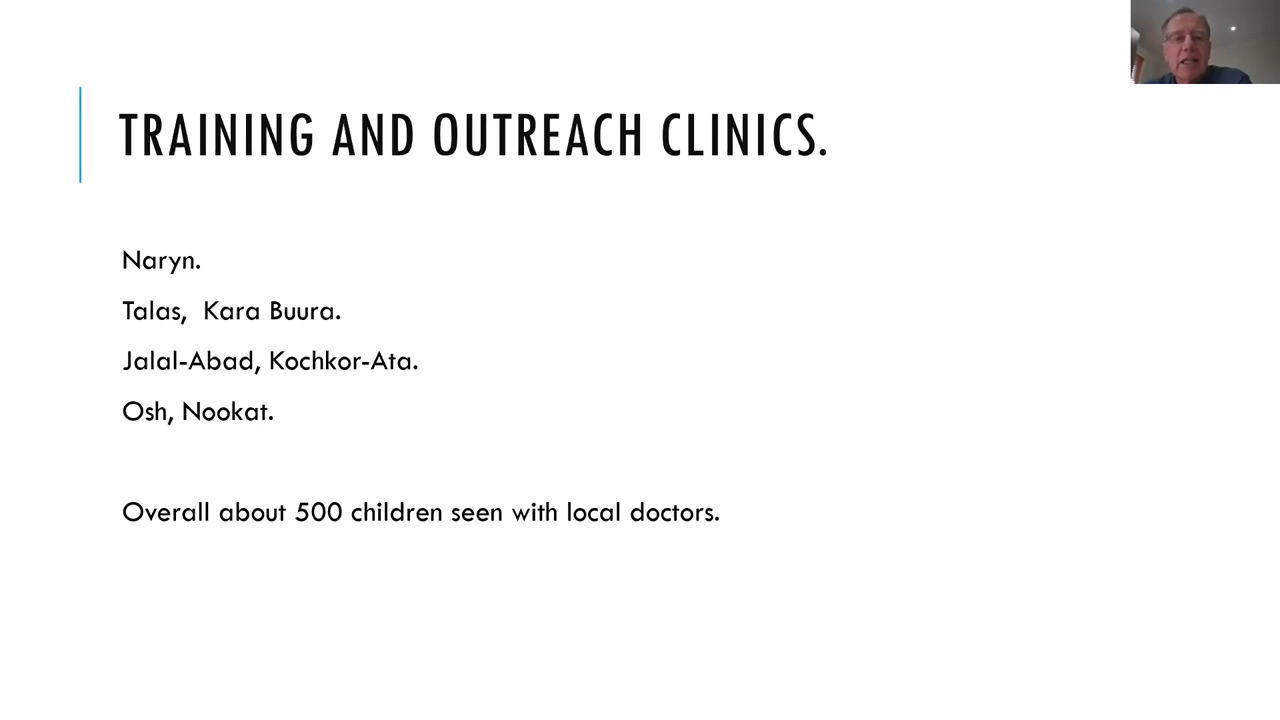 TRAINING AND OUTREACH CLINICS.
Naryn.
Talas,  Kara Buura.
Jalal-Abad, Kochkor-Ata.
Osh, Nookat.
Overall about 500 children seen with local doctors.